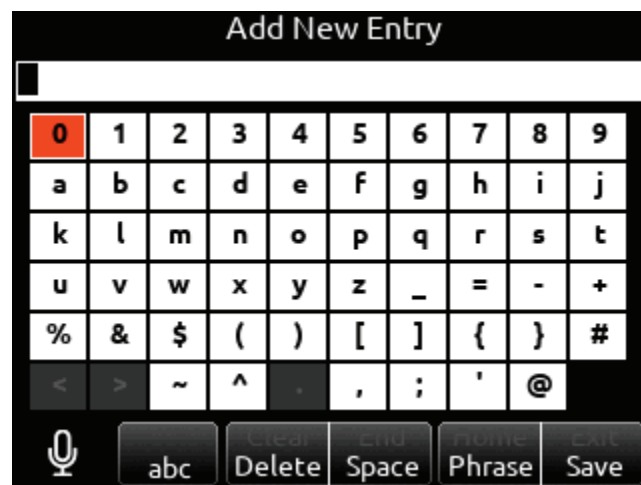 Add New Entry
0 1 2 3 4 5 6 7 8 9
a b c d e f g h i j
k l m n o p q r s t
u v w x y z _ = - +
% & $ ( ) [ ] { } #
< > ~ ^ . , ; ' @
Clear End Home Exit
abc Delete Space Phrase Save